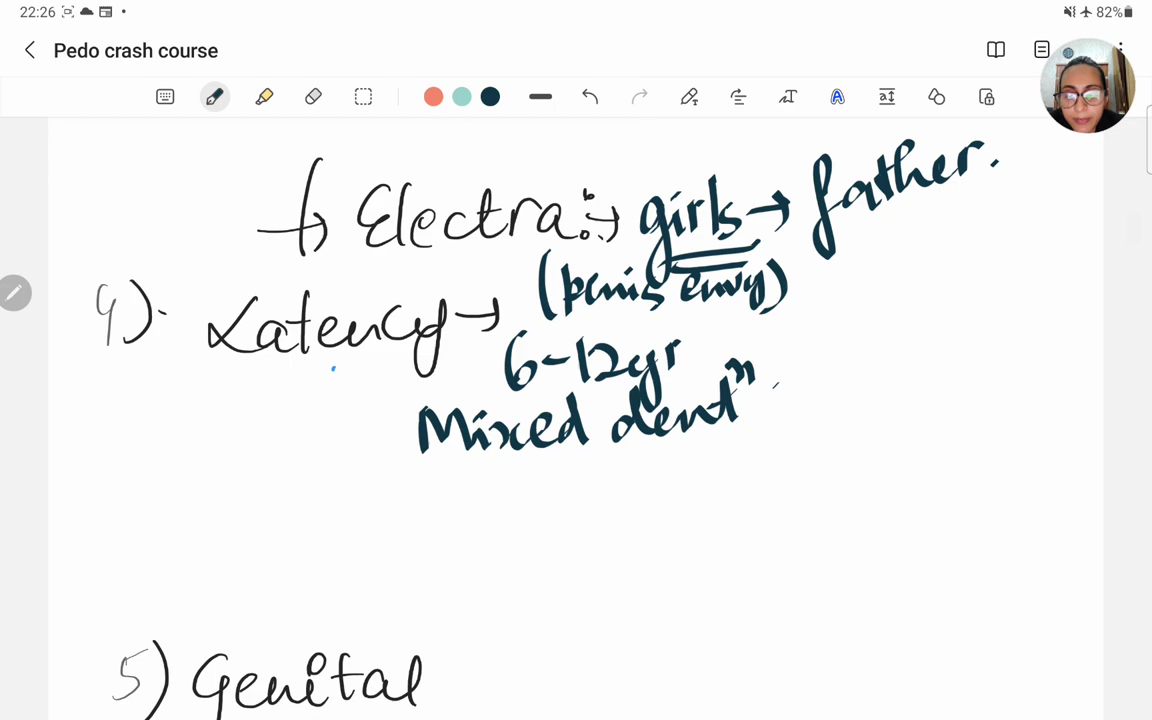 22:26
82%
Pedo crash course
Electra :→ girls → father.
(penis envy)
4) Latency →
6-12yr
Mixed dentⁿ
5) Genital